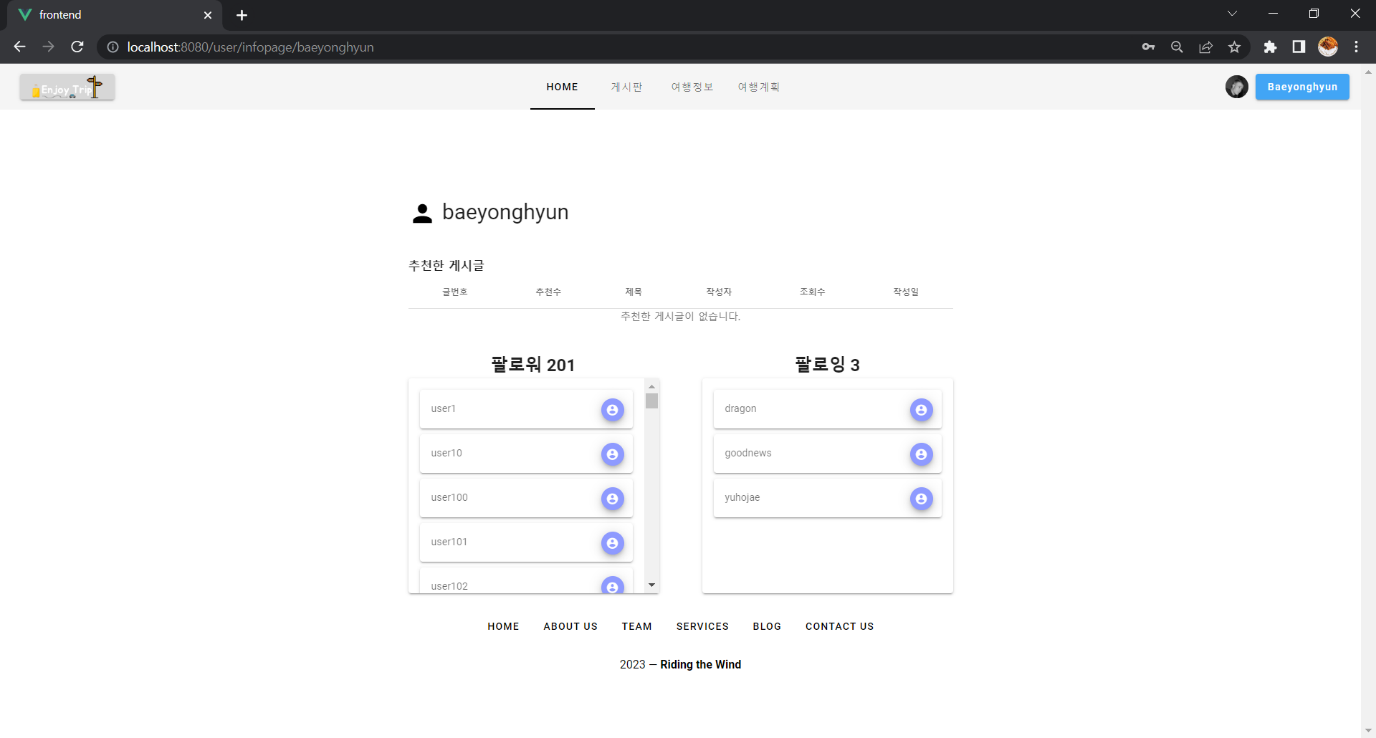 frontend
localhost:8080/user/infopage/baeyonghyun
Enjoy Trip
HOME 게시판 여행정보 여행계획
Baeyonghyun
baeyonghyun
추천한 게시글
글번호 추천수 제목 작성자 조회수 작성일
추천한 게시글이 없습니다.
팔로워 201
user1
user10
user100
user101
user102
팔로잉 3
dragon
goodnews
yuhojae
HOME ABOUT US TEAM SERVICES BLOG CONTACT US
2023 — Riding the Wind